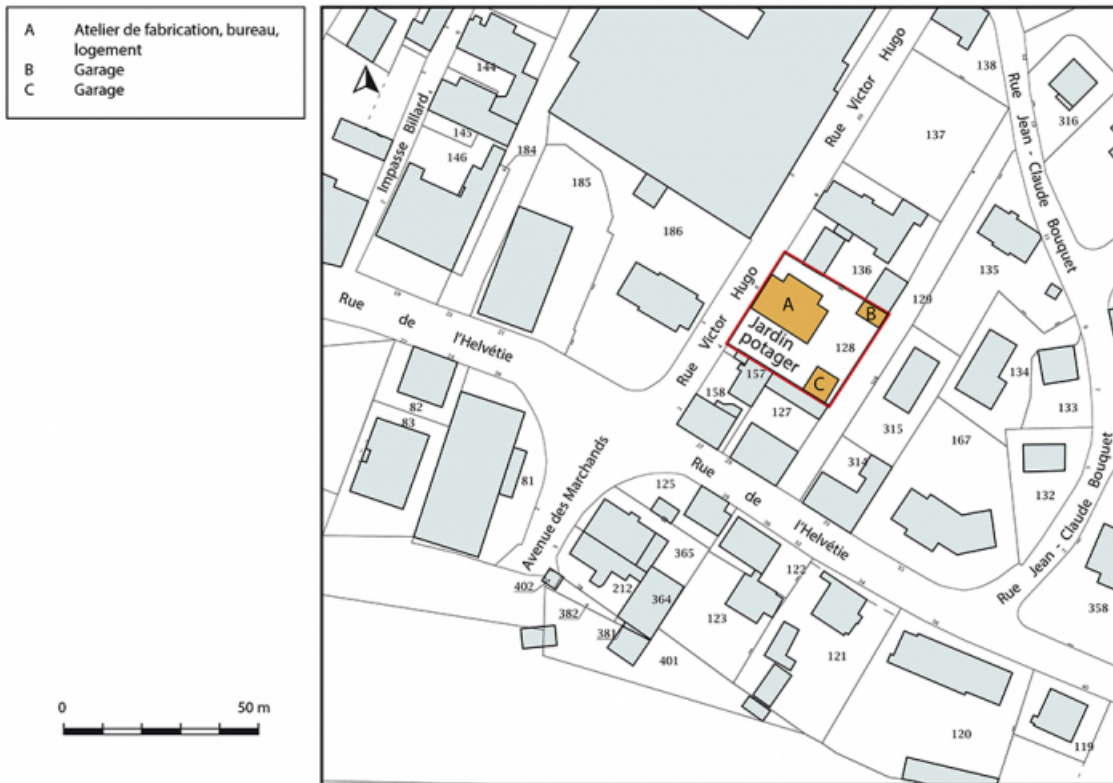 A Atelier de fabrication, bureau,
logement
B Garage
C Garage
0 50 m
Impasse Billard
144
145
146
184
185
186
Rue Victor Hugo
138
137
Rue Jean - Claude Bouquet
316
135
136
129
A
B
C
128
Jardin
potager
Rue Victor Hugo
Rue de l'Helvétie
157
158
127
315
314
134
133
167
132
82
83
81
Avenue des Marchands
125
365
Rue de l'Helvétie
Rue Jean - Claude Bouquet
402
382
212
364
381
401
123
122
121
120
119
358